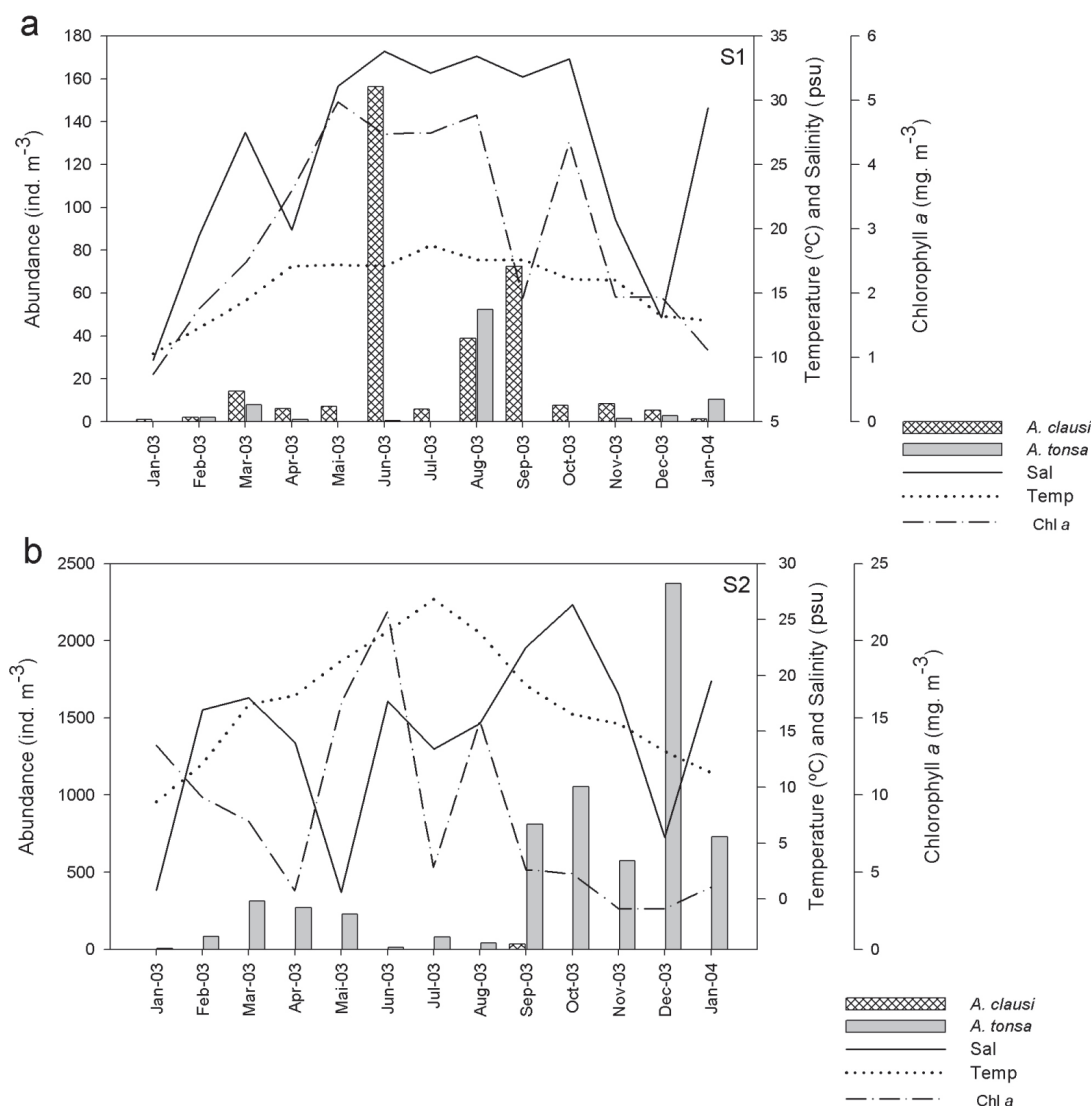 a
S1
Abundance (ind. m-3)
180
160
140
120
100
80
60
40
20
0
Temperature (ºC) and Salinity (psu)
35
30
25
20
15
10
5
Chlorophyll a (mg. m-3)
6
5
4
3
2
1
0
Jan-03
Feb-03
Mar-03
Apr-03
Mai-03
Jun-03
Jul-03
Aug-03
Sep-03
Oct-03
Nov-03
Dec-03
Jan-04
A. clausi
A. tonsa
Sal
Temp
Chl a
b
S2
Abundance (ind. m-3)
2500
2000
1500
1000
500
0
Temperature (ºC) and Salinity (psu)
30
25
20
15
10
5
0
Chlorophyll a (mg. m-3)
25
20
15
10
5
0
Jan-03
Feb-03
Mar-03
Apr-03
Mai-03
Jun-03
Jul-03
Aug-03
Sep-03
Oct-03
Nov-03
Dec-03
Jan-04
A. clausi
A. tonsa
Sal
Temp
Chl a